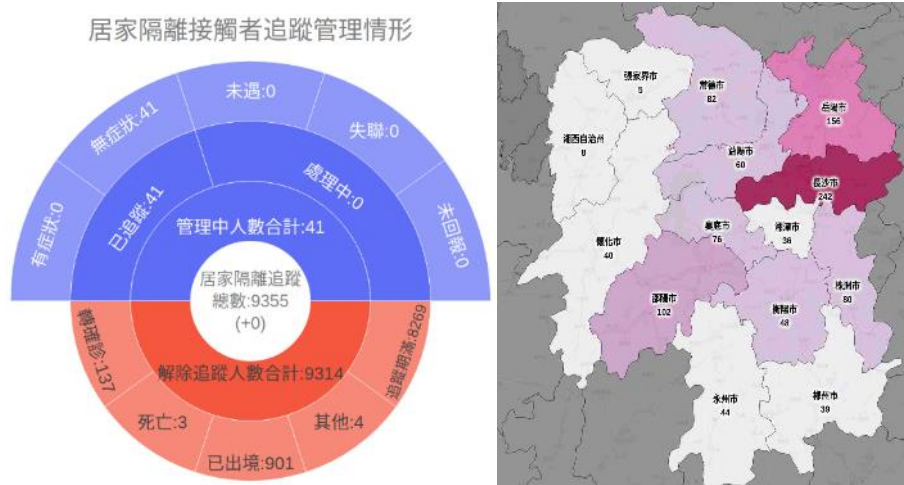 居家隔離接觸者追蹤管理情形
未遇:0
無症狀:41
失聯:0
有症狀:0
已追蹤:41
處理中:0
未回報:0
管理中人數合計:41
居家隔離追蹤
總數:9355
(+0)
解除追蹤人數合計:9314
轉確診:137
死亡:3
已出境:901
其他:4
追蹤期滿:8269
張家界市
5
常德市
82
岳陽市
156
湘西自治州
8
益陽市
60
長沙市
242
懷化市
40
婁底市
76
湘潭市
36
株洲市
80
邵陽市
102
衡陽市
48
永州市
44
郴州市
39